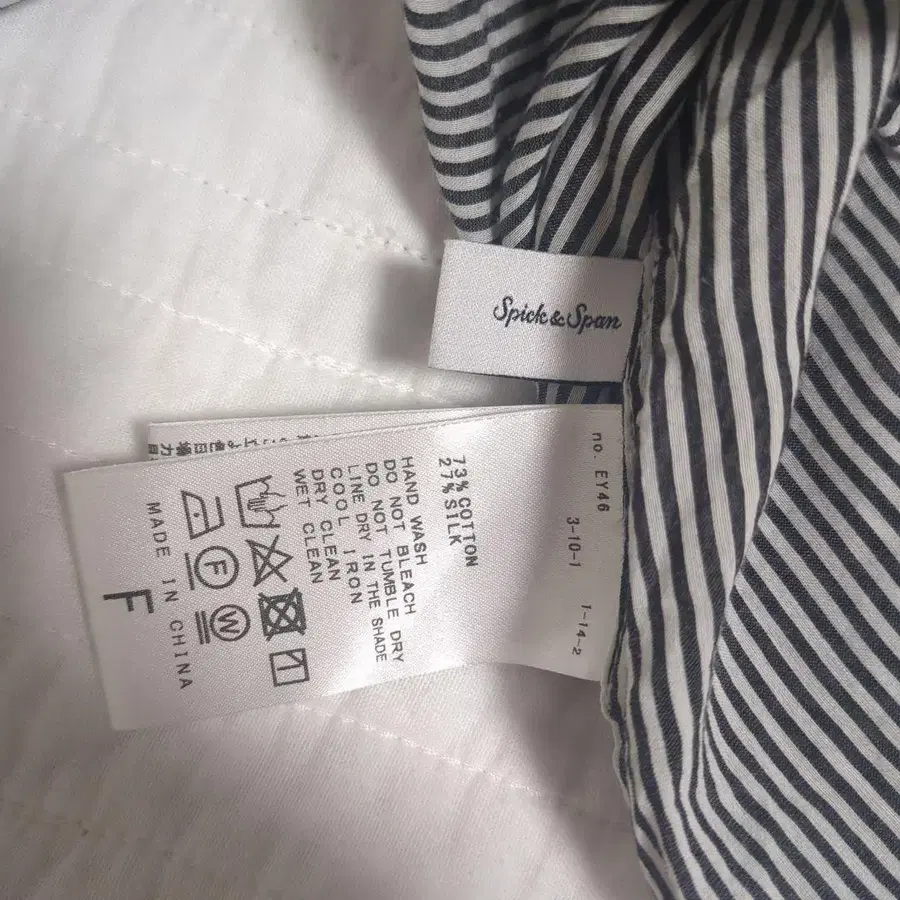 Spick & Span
no. EY46 3-10-1 1-14-2
73% COTTON
27% SILK
HAND WASH
DO NOT BLEACH
DO NOT TUMBLE DRY
LINE DRY IN THE SHADE
COOL IRON
DRY CLEAN
WET CLEAN
F W
MADE IN CHINA
F